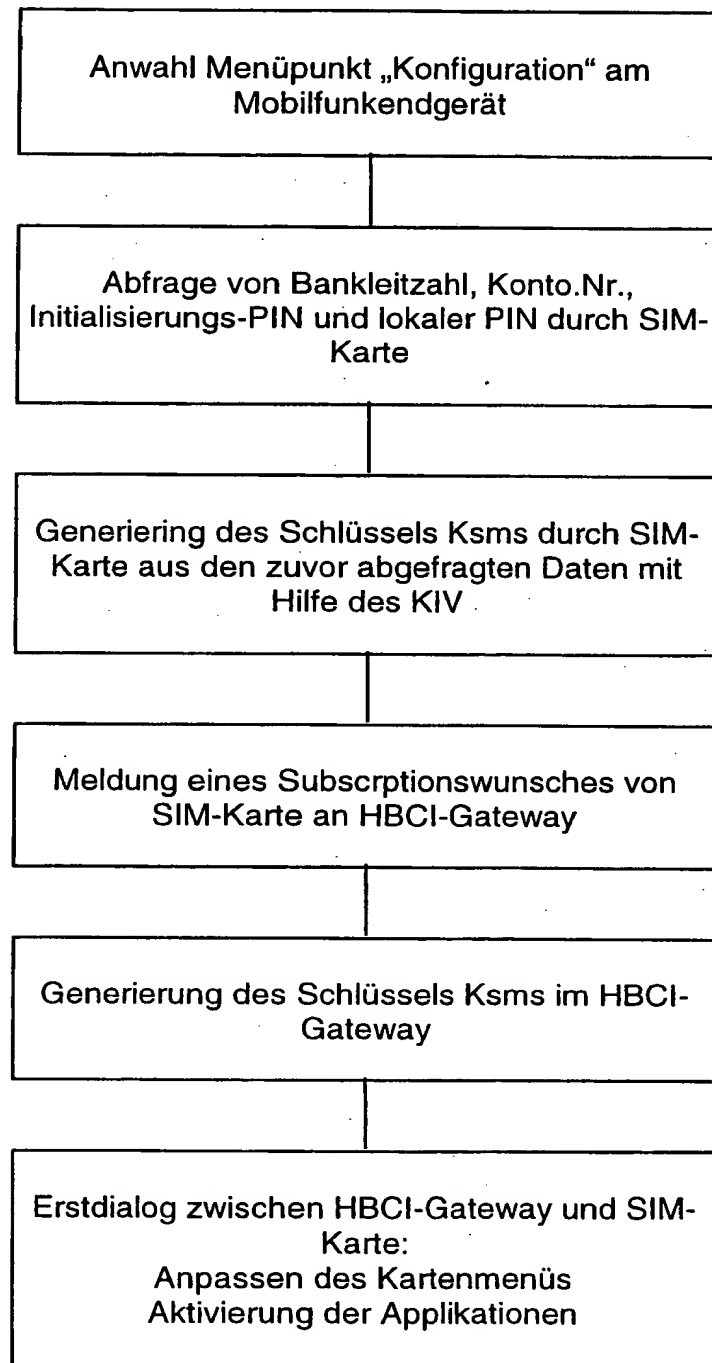 Anwahl Menüpunkt „Konfiguration“ am
Mobilfunkendgerät
Abfrage von Bankleitzahl, Konto.Nr.,
Initialisierungs-PIN und lokaler PIN durch SIM-
Karte
Generiering des Schlüssels Ksms durch SIM-
Karte aus den zuvor abgefragten Daten mit
Hilfe des KIV
Meldung eines Subscrptionswunsches von
SIM-Karte an HBCI-Gateway
Generierung des Schlüssels Ksms im HBCI-
Gateway
Erstdialog zwischen HBCI-Gateway und SIM-
Karte:
Anpassen des Kartenmenüs
Aktivierung der Applikationen